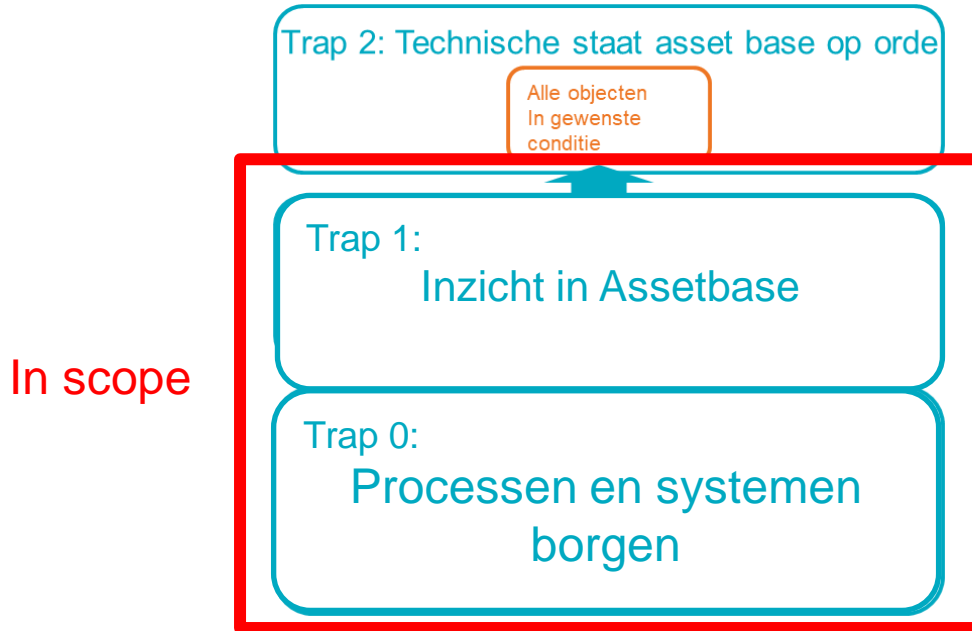 Trap 2: Technische staat asset base op orde
Alle objecten
In gewenste
conditie
Trap 1:
Inzicht in Assetbase
In scope
Trap 0:
Processen en systemen
borgen